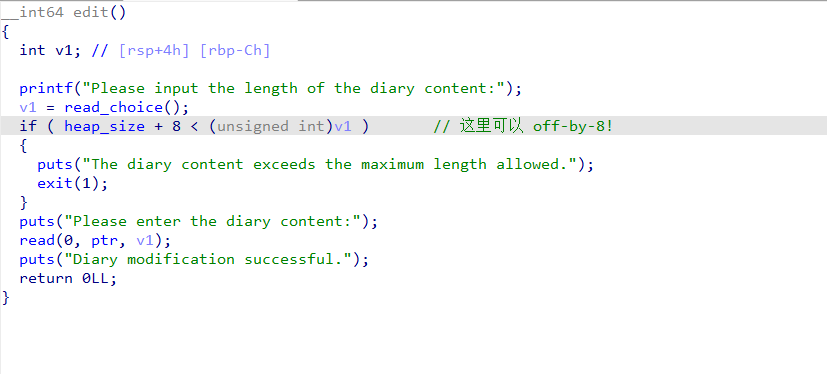 __int64 edit()
{
  int v1; // [rsp+4h] [rbp-Ch]
  printf("Please input the length of the diary content:");
  v1 = read_choice();
  if ( heap_size + 8 < (unsigned int)v1 )       // 这里可以 off-by-8!
  {
    puts("The diary content exceeds the maximum length allowed.");
    exit(1);
  }
  puts("Please enter the diary content:");
  read(0, ptr, v1);
  puts("Diary modification successful.");
  return 0LL;
}